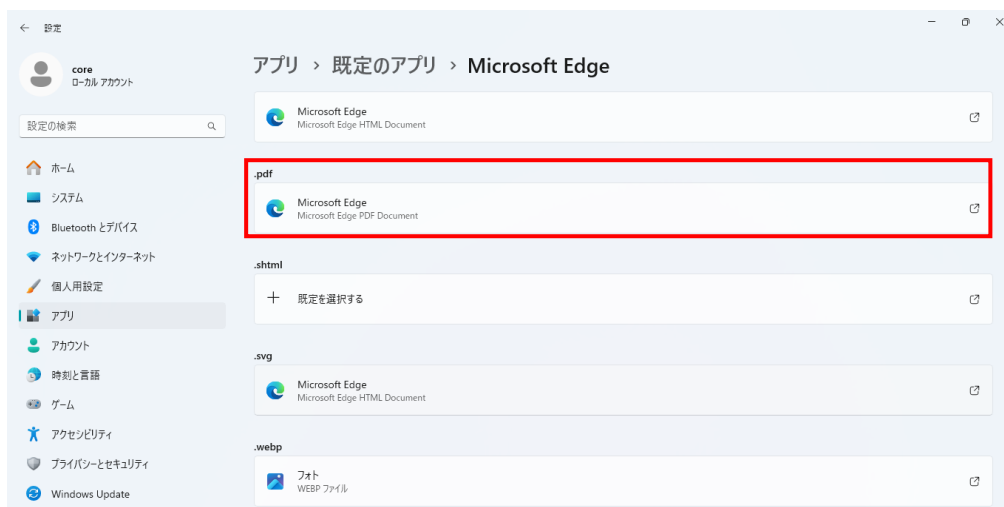 設定
core
ローカル アカウント
設定の検索
ホーム
システム
Bluetooth とデバイス
ネットワークとインターネット
個人用設定
アプリ
アカウント
時刻と言語
ゲーム
アクセシビリティ
プライバシーとセキュリティ
Windows Update
アプリ › 既定のアプリ › Microsoft Edge
Microsoft Edge
Microsoft Edge HTML Document
.pdf
Microsoft Edge
Microsoft Edge PDF Document
.shtml
既定を選択する
.svg
Microsoft Edge
Microsoft Edge HTML Document
.webp
フォト
WEBP ファイル